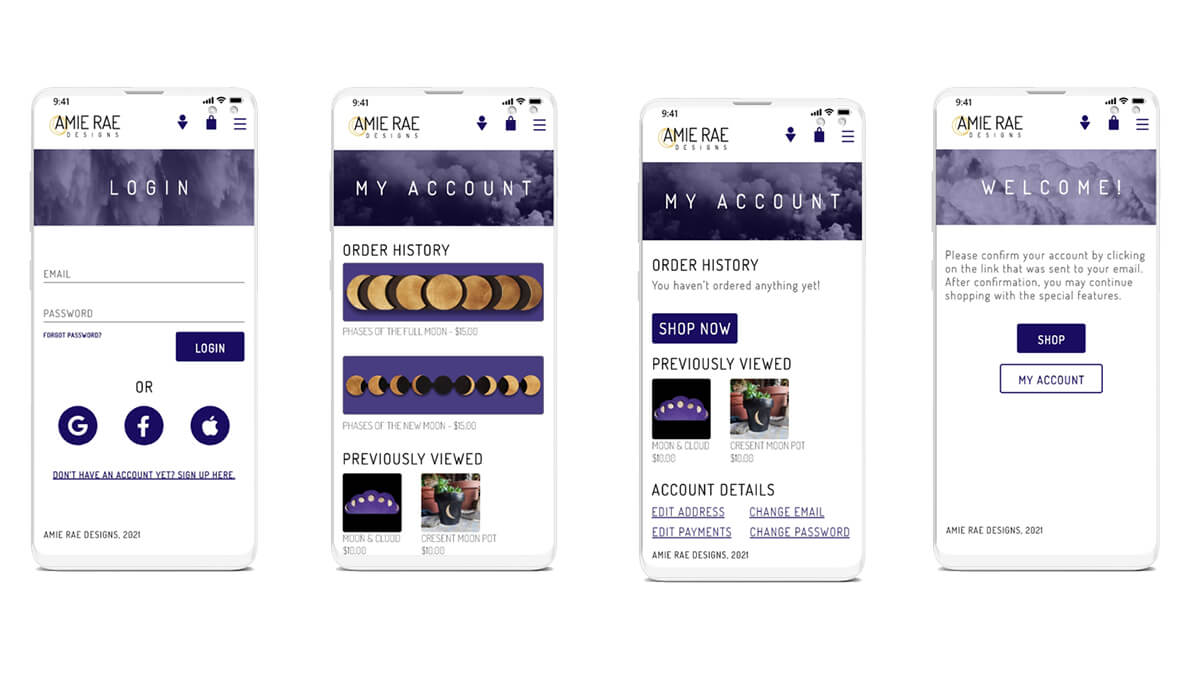 9:41
AMIE RAE
DESIGNS
LOGIN
EMAIL
PASSWORD
FORGOT PASSWORD?
LOGIN
OR
DON'T HAVE AN ACCOUNT YET? SIGN UP HERE.
AMIE RAE DESIGNS, 2021
9:41
AMIE RAE
DESIGNS
MY ACCOUNT
ORDER HISTORY
PHASES OF THE FULL MOON - $15.00
PHASES OF THE NEW MOON - $15.00
PREVIOUSLY VIEWED
MOON & CLOUD
$10.00
CRESENT MOON POT
$10.00
9:41
AMIE RAE
DESIGNS
MY ACCOUNT
ORDER HISTORY
You haven't ordered anything yet!
SHOP NOW
PREVIOUSLY VIEWED
MOON & CLOUD
$10.00
CRESENT MOON POT
$10.00
ACCOUNT DETAILS
EDIT ADDRESS
CHANGE EMAIL
EDIT PAYMENTS
CHANGE PASSWORD
AMIE RAE DESIGNS, 2021
9:41
AMIE RAE
DESIGNS
WELCOME!
Please confirm your account by clicking
on the link that was sent to your email.
After confirmation, you may continue
shopping with the special features.
SHOP
MY ACCOUNT
AMIE RAE DESIGNS, 2021